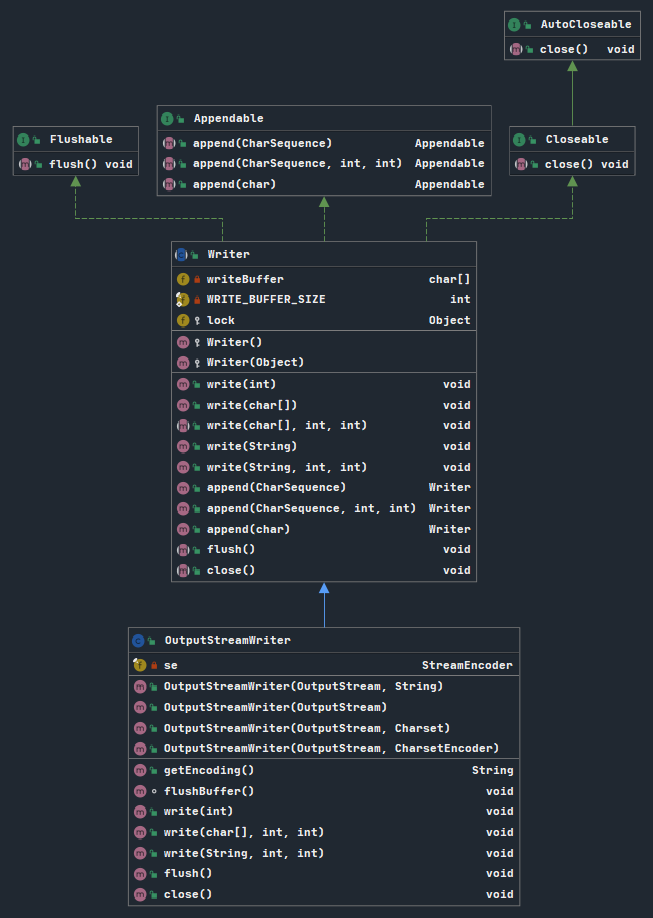 AutoCloseable
close() void
Flushable
flush() void
Appendable
append(CharSequence) Appendable
append(CharSequence, int, int) Appendable
append(char) Appendable
Closeable
close() void
Writer
writeBuffer char[]
WRITE_BUFFER_SIZE int
lock Object
Writer()
Writer(Object)
write(int) void
write(char[]) void
write(char[], int, int) void
write(String) void
write(String, int, int) void
append(CharSequence) Writer
append(CharSequence, int, int) Writer
append(char) Writer
flush() void
close() void
OutputStreamWriter
se StreamEncoder
OutputStreamWriter(OutputStream, String)
OutputStreamWriter(OutputStream)
OutputStreamWriter(OutputStream, Charset)
OutputStreamWriter(OutputStream, CharsetEncoder)
getEncoding() String
flushBuffer() void
write(int) void
write(char[], int, int) void
write(String, int, int) void
flush() void
close() void